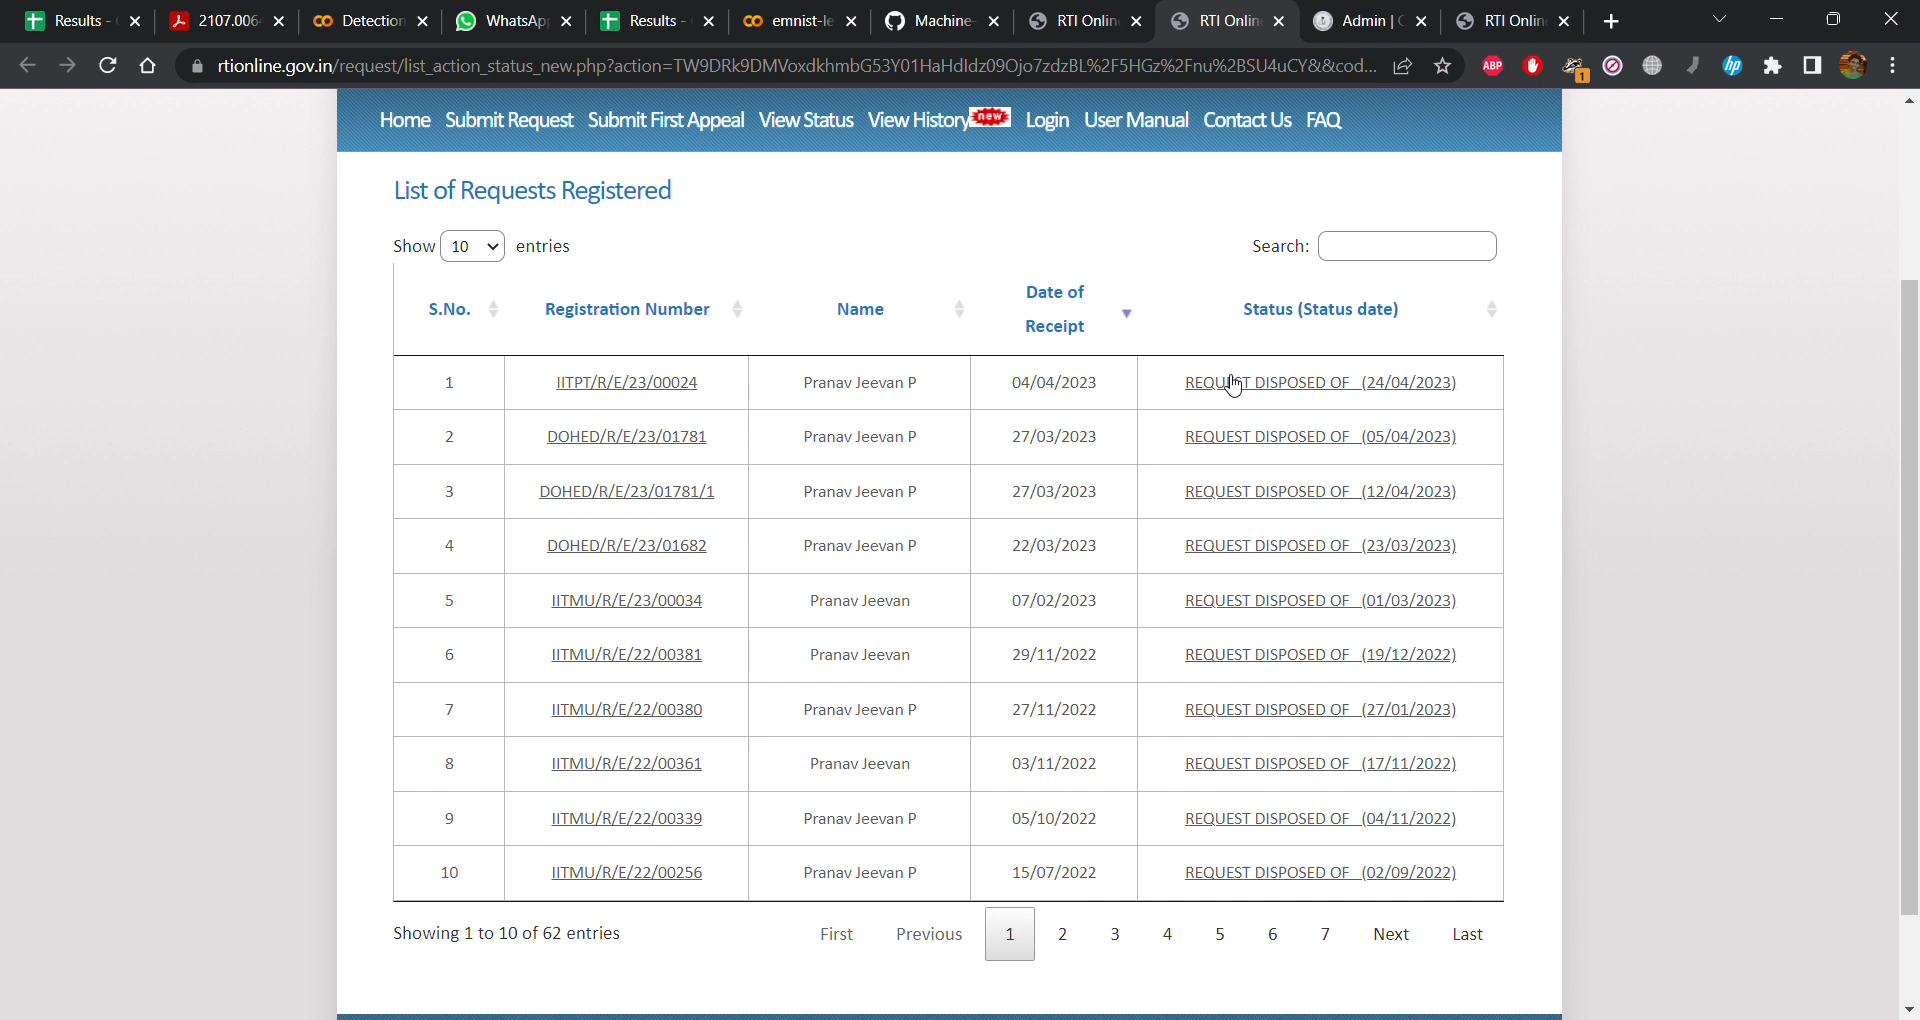 Results -
2107.006
Detection
WhatsAp
Results -
emnist-le
Machine-
RTI Onlin
RTI Onlin
Admin | C
RTI Onlin
rtionline.gov.in/request/list_action_status_new.php?action=TW9DRk9DMVoxdkhmbG53Y01HaHdIdz09Ojo7zdzBL%2F5HGz%2Fnu%2BSU4uCY&&cod...
ABP
1
hp
Home Submit Request Submit First Appeal View Status View History new Login User Manual Contact Us FAQ
List of Requests Registered
Show 10 entries Search:
S.No. Registration Number Name Date of Receipt Status (Status date)
1 IITPT/R/E/23/00024 Pranav Jeevan P 04/04/2023 REQUEST DISPOSED OF (24/04/2023)
2 DOHED/R/E/23/01781 Pranav Jeevan P 27/03/2023 REQUEST DISPOSED OF (05/04/2023)
3 DOHED/R/E/23/01781/1 Pranav Jeevan P 27/03/2023 REQUEST DISPOSED OF (12/04/2023)
4 DOHED/R/E/23/01682 Pranav Jeevan P 22/03/2023 REQUEST DISPOSED OF (23/03/2023)
5 IITMU/R/E/23/00034 Pranav Jeevan 07/02/2023 REQUEST DISPOSED OF (01/03/2023)
6 IITMU/R/E/22/00381 Pranav Jeevan 29/11/2022 REQUEST DISPOSED OF (19/12/2022)
7 IITMU/R/E/22/00380 Pranav Jeevan P 27/11/2022 REQUEST DISPOSED OF (27/01/2023)
8 IITMU/R/E/22/00361 Pranav Jeevan 03/11/2022 REQUEST DISPOSED OF (17/11/2022)
9 IITMU/R/E/22/00339 Pranav Jeevan P 05/10/2022 REQUEST DISPOSED OF (04/11/2022)
10 IITMU/R/E/22/00256 Pranav Jeevan P 15/07/2022 REQUEST DISPOSED OF (02/09/2022)
Showing 1 to 10 of 62 entries First Previous 1 2 3 4 5 6 7 Next Last